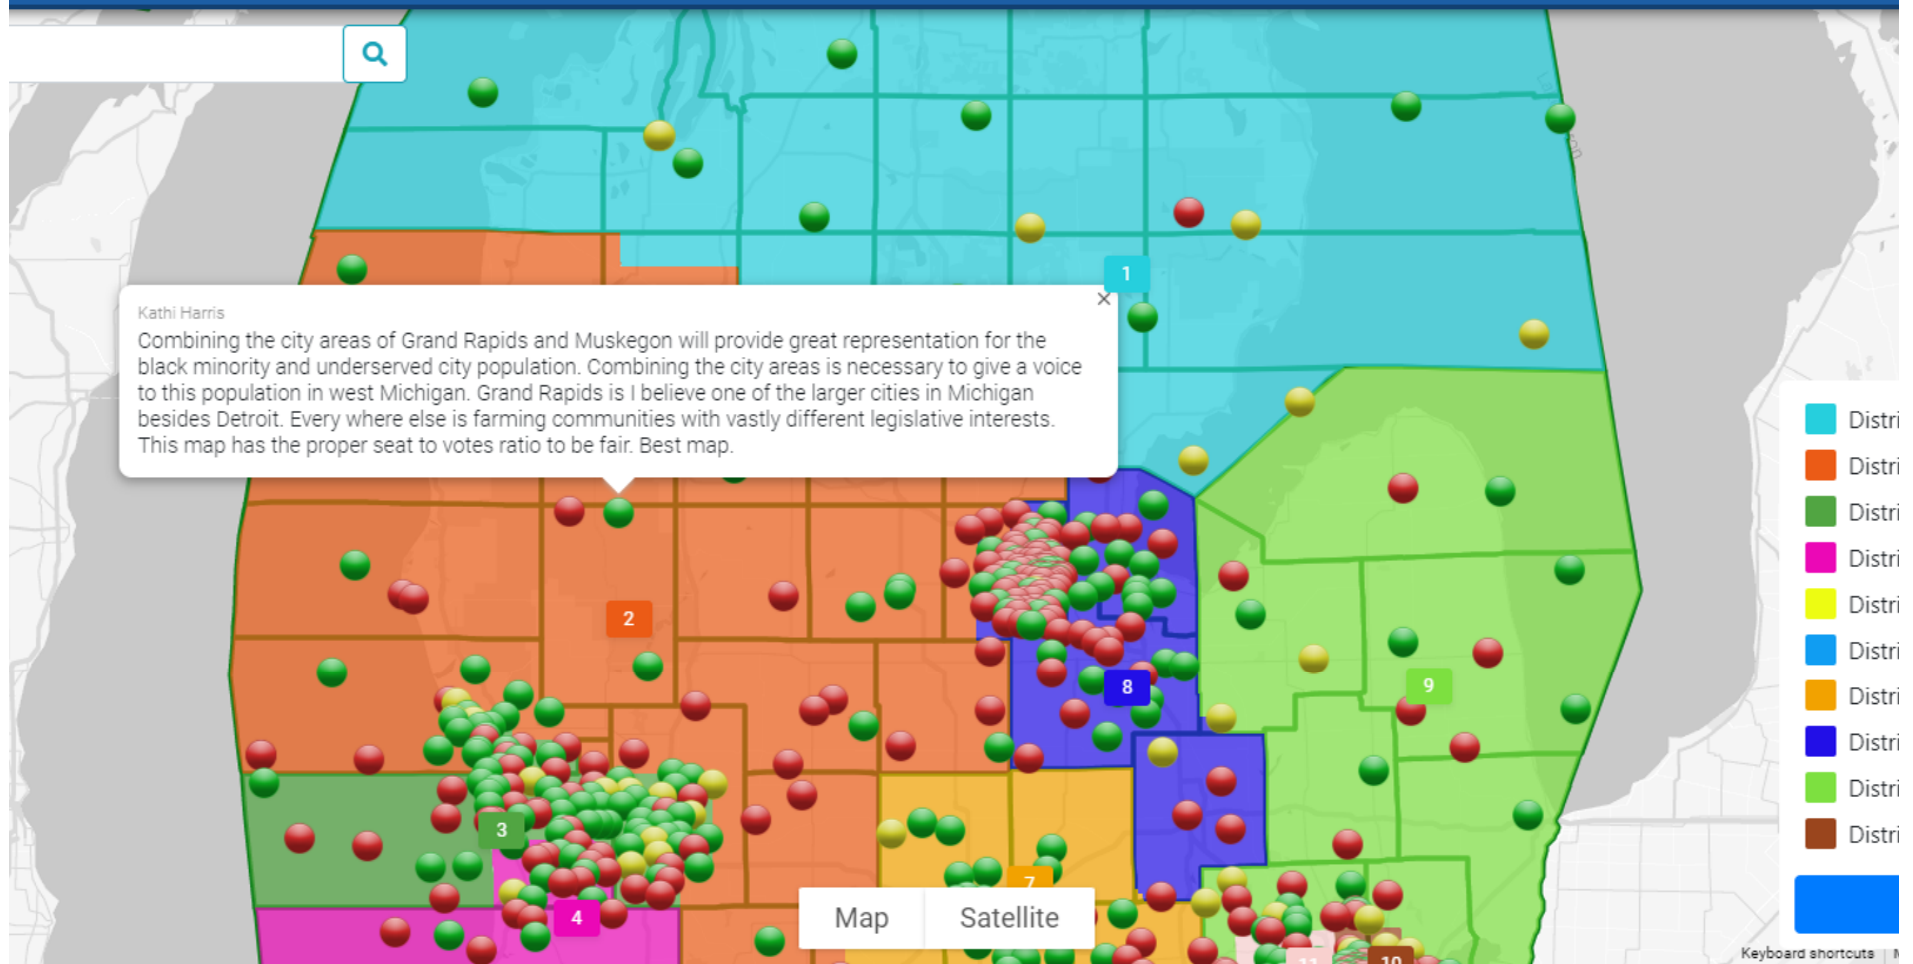 1
Kathi Harris
Combining the city areas of Grand Rapids and Muskegon will provide great representation for the
black minority and underserved city population. Combining the city areas is necessary to give a voice
to this population in west Michigan. Grand Rapids is I believe one of the larger cities in Michigan
besides Detroit. Every where else is farming communities with vastly different legislative interests.
This map has the proper seat to votes ratio to be fair. Best map.
Distri
Distri
Distri
Distri
Distri
Distri
Distri
Distri
Distri
Distri
2
8
9
3
7
4
Map
Satellite
11
10
Keyboard shortcuts